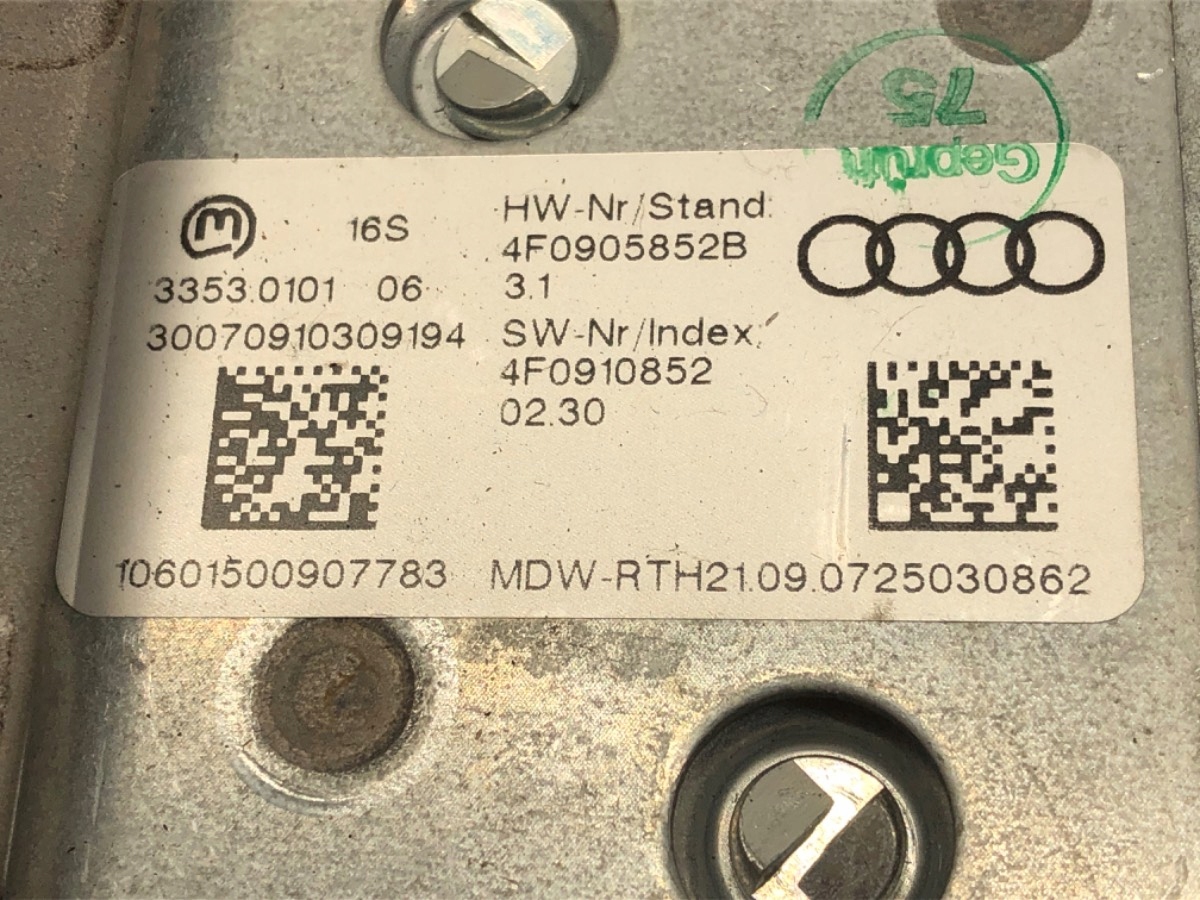 75
Geprüft
m
16S
3353.0101 06
30070910309194
HW-Nr/Stand:
4F0905852B
3.1
SW-Nr/Index:
4F0910852
02.30
10601500907783
MDW-RTH21.09.0725030862